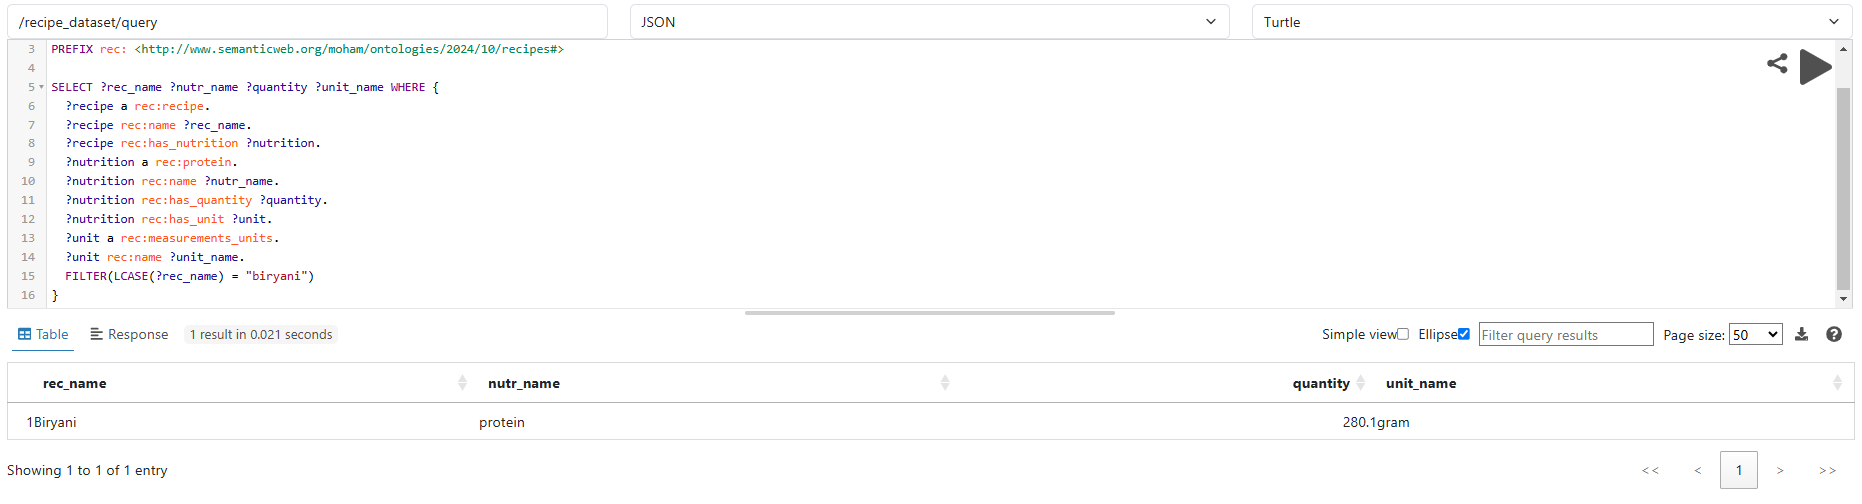 /recipe_dataset/query JSON Turtle
3 PREFIX rec: <http://www.semanticweb.org/moham/ontologies/2024/10/recipes#>
4
5 SELECT ?rec_name ?nutr_name ?quantity ?unit_name WHERE {
6 ?recipe a rec:recipe.
7 ?recipe rec:name ?rec_name.
8 ?recipe rec:has_nutrition ?nutrition.
9 ?nutrition a rec:protein.
10 ?nutrition rec:name ?nutr_name.
11 ?nutrition rec:has_quantity ?quantity.
12 ?nutrition rec:has_unit ?unit.
13 ?unit a rec:measurements_units.
14 ?unit rec:name ?unit_name.
15 FILTER(LCASE(?rec_name) = "biryani")
16 }
Table Response 1 result in 0.021 seconds Simple view Ellipse Filter query results Page size: 50
rec_name nutr_name quantity unit_name
1 Biryani protein 280.1 gram
Showing 1 to 1 of 1 entry << < 1 > >>